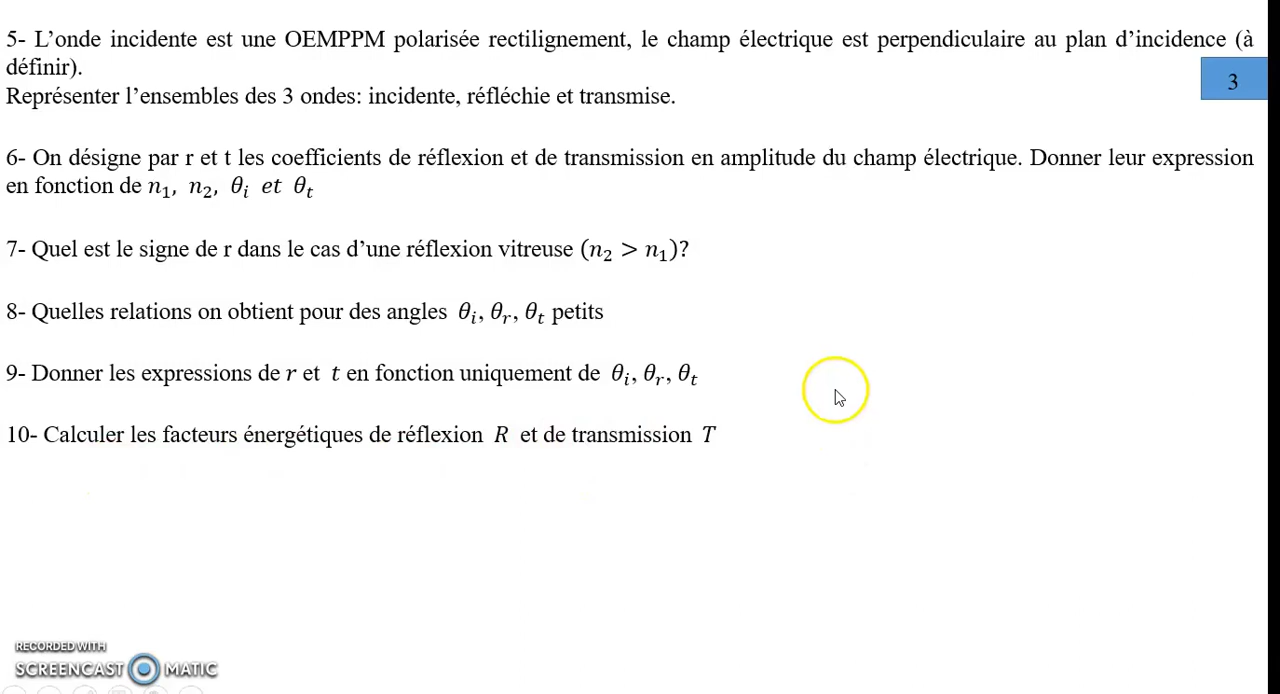 5- L’onde incidente est une OEMPPM polarisée rectilignement, le champ électrique est perpendiculaire au plan d’incidence (à
définir).
3
Représenter l’ensembles des 3 ondes: incidente, réfléchie et transmise.
6- On désigne par r et t les coefficients de réflexion et de transmission en amplitude du champ électrique. Donner leur expression
en fonction de n₁, n₂, θᵢ et θₜ
7- Quel est le signe de r dans le cas d’une réflexion vitreuse (n₂ > n₁)?
8- Quelles relations on obtient pour des angles θᵢ, θᵣ, θₜ petits
9- Donner les expressions de r et t en fonction uniquement de θᵢ, θᵣ, θₜ
10- Calculer les facteurs énergétiques de réflexion R et de transmission T
RECORDED WITH
SCREENCAST MATIC